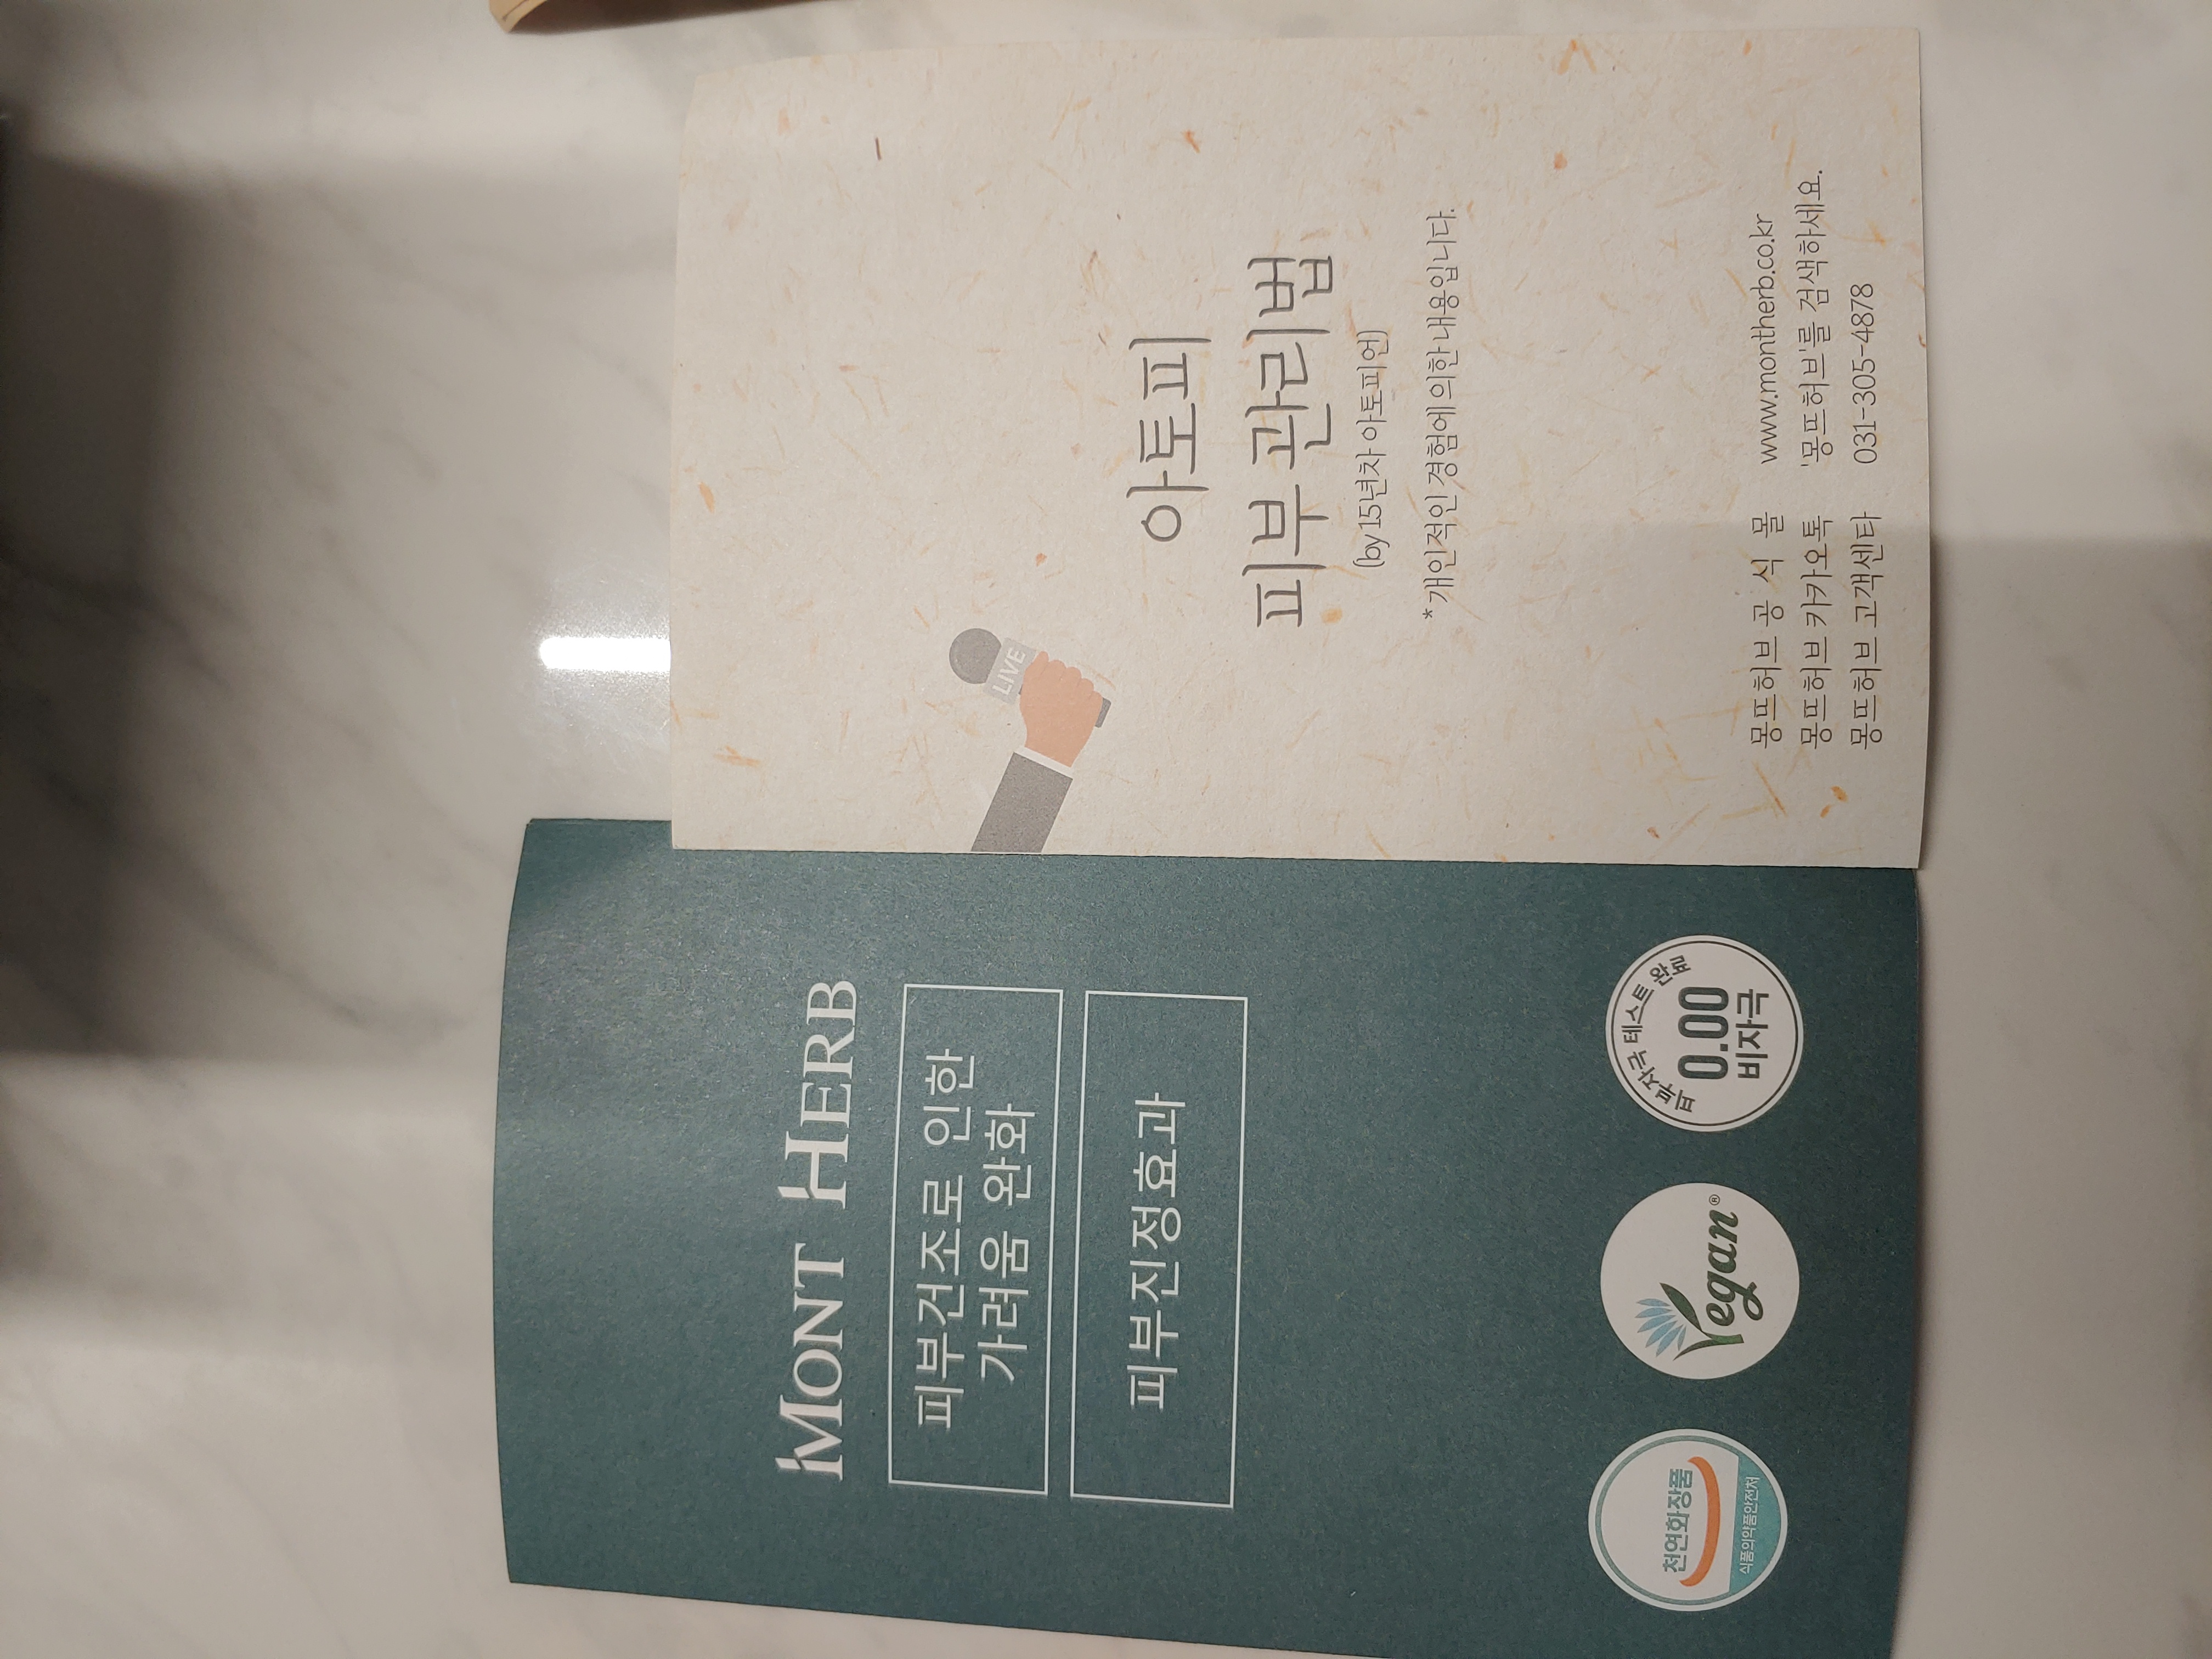 MONT HERB
피부건조로 인한
가려움 완화
피부진정효과
천연화장품
식품의약품안전처
Vegan®
피부자극 테스트 완료
0.00
비자극
LIVE
아토피
피부 관리법
(by 15년차 아토피언)
*개인적인 경험에 의한 내용입니다.
몽뜨허브 공 식 몰 www.montherb.co.kr
몽뜨허브 카카오톡 '몽뜨허브'를 검색하세요.
몽뜨허브 고객센타 031-305-4878